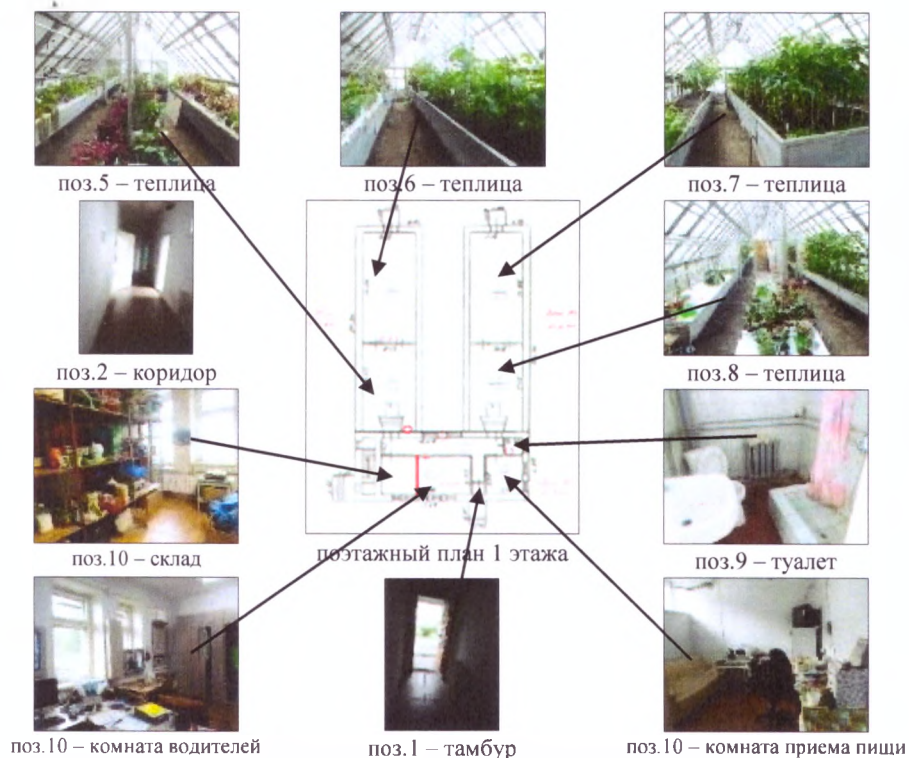 поз.5 – теплица
поз.6 – теплица
поз.7 – теплица
поз.2 – коридор
поз.8 – теплица
поз.10 – склад
поэтажный план 1 этажа
поз.9 – туалет
поз.10 – комната водителей
поз.1 – тамбур
поз.10 – комната приема пищи